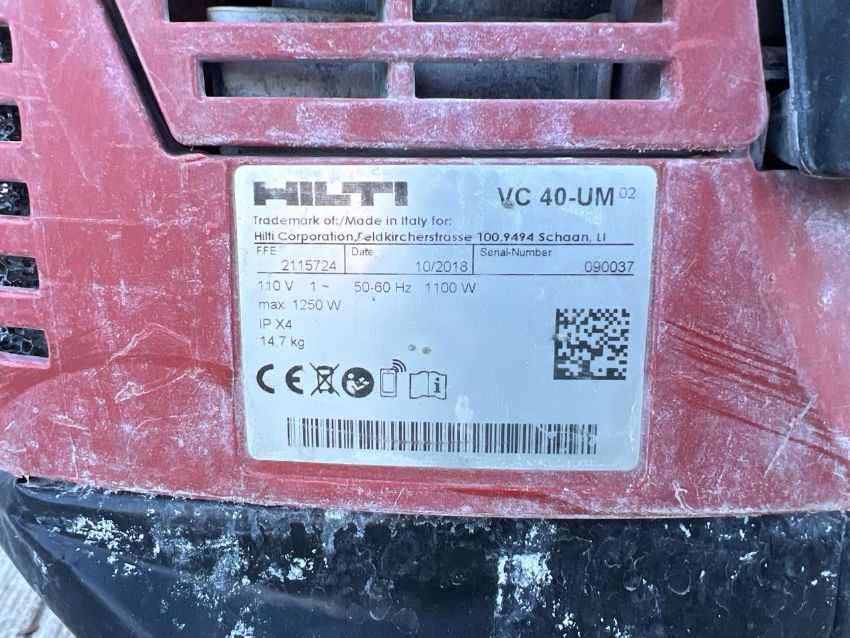 HILTI VC 40-UM 02
Trademark of:/Made in Italy for:
Hilti Corporation,Feldkircherstrasse 100,9494 Schaan, LI
FFE Date Serial-Number
2115724 10/2018 090037
110 V 1 ~ 50-60 Hz 1100 W
max. 1250 W
IP X4
14,7 kg
CE i